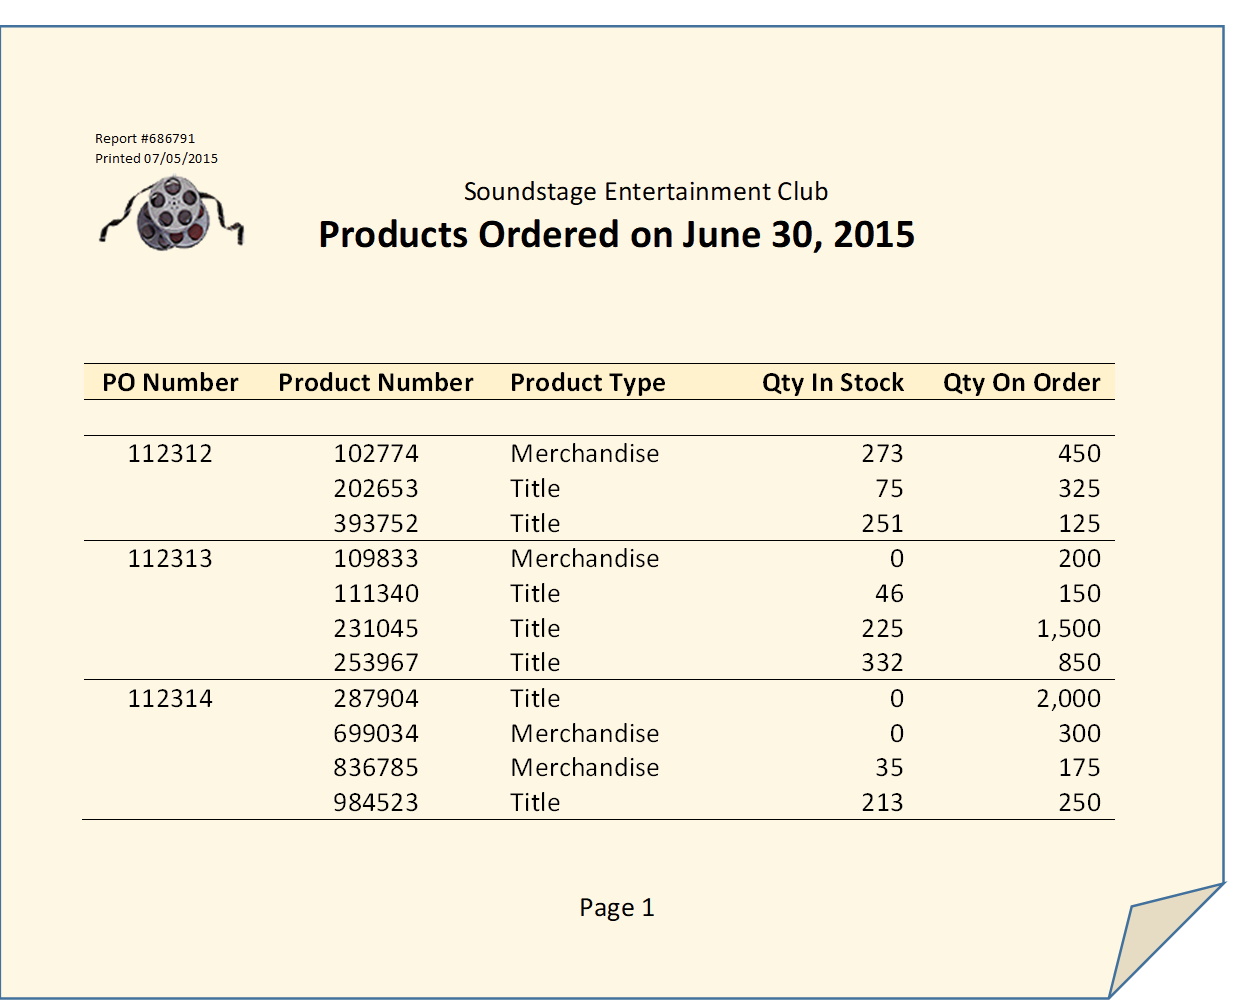 Report #686791
Printed 07/05/2015
Soundstage Entertainment Club
Products Ordered on June 30, 2015
PO Number Product Number Product Type Qty In Stock Qty On Order
112312 102774 Merchandise 273 450
202653 Title 75 325
393752 Title 251 125
112313 109833 Merchandise 0 200
111340 Title 46 150
231045 Title 225 1,500
253967 Title 332 850
112314 287904 Title 0 2,000
699034 Merchandise 0 300
836785 Merchandise 35 175
984523 Title 213 250
Page 1